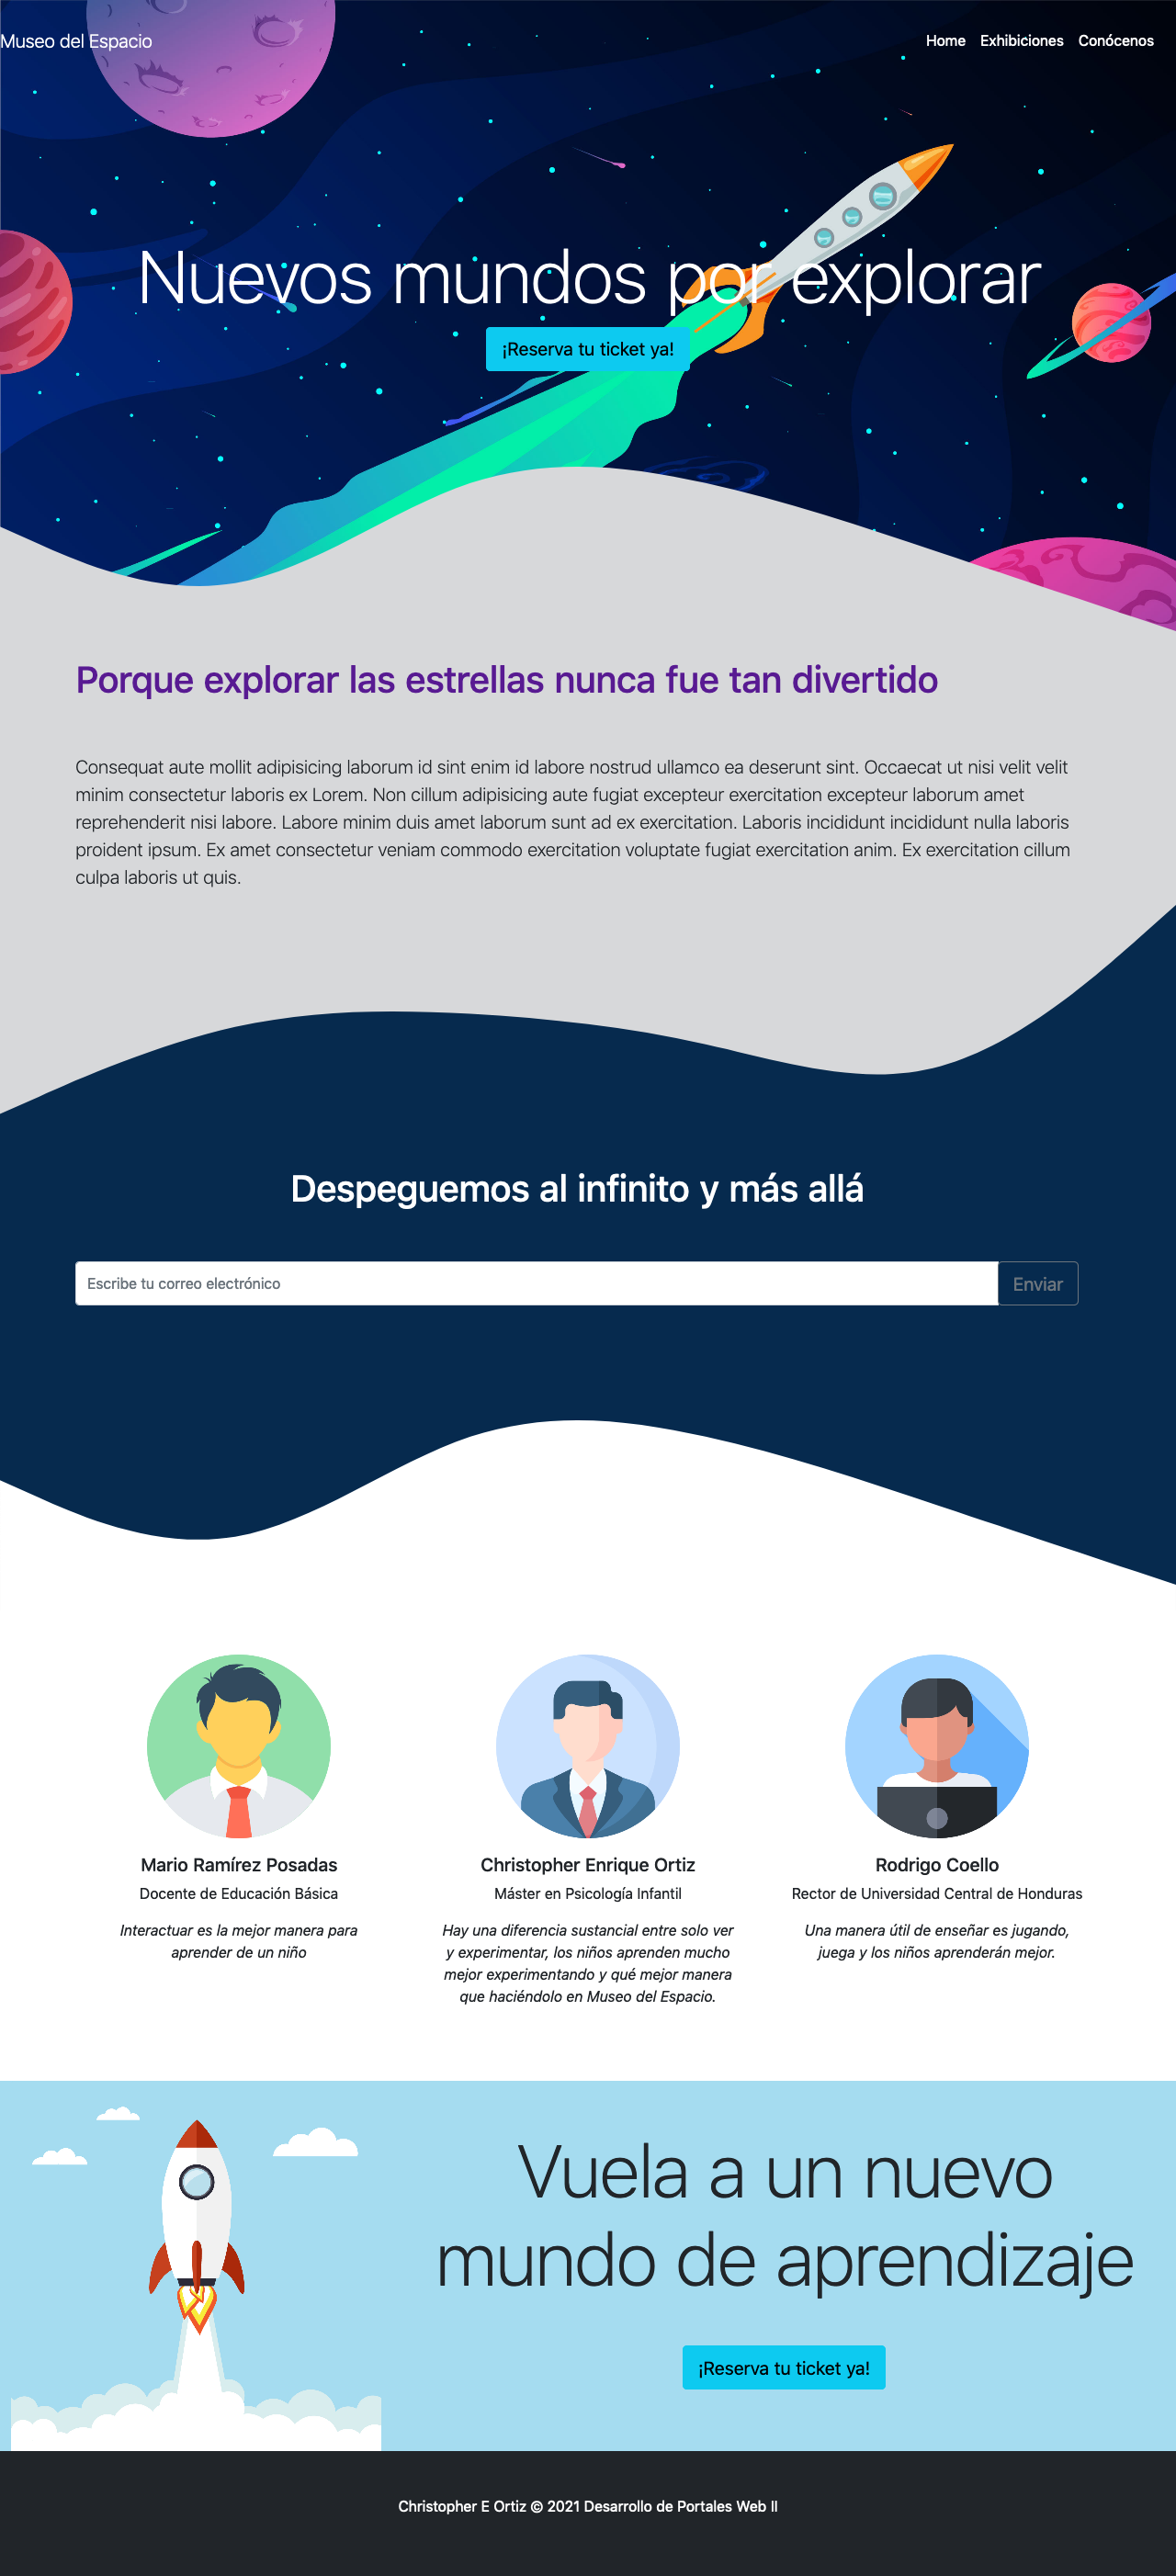 Museo del Espacio
Home Exhibiciones Conócenos
Nuevos mundos por explorar
¡Reserva tu ticket ya!
Porque explorar las estrellas nunca fue tan divertido
Consequat aute mollit adipisicing laborum id sint enim id labore nostrud ullamco ea deserunt sint. Occaecat ut nisi velit velit
minim consectetur laboris ex Lorem. Non cillum adipisicing aute fugiat excepteur exercitation excepteur laborum amet
reprehenderit nisi labore. Labore minim duis amet laborum sunt ad ex exercitation. Laboris incididunt incididunt nulla laboris
proident ipsum. Ex amet consectetur veniam commodo exercitation voluptate fugiat exercitation anim. Ex exercitation cillum
culpa laboris ut quis.
Despeguemos al infinito y más allá
Escribe tu correo electrónico
Enviar
Mario Ramírez Posadas
Docente de Educación Básica
Interactuar es la mejor manera para
aprender de un niño
Christopher Enrique Ortiz
Máster en Psicología Infantil
Hay una diferencia sustancial entre solo ver
y experimentar, los niños aprenden mucho
mejor experimentando y qué mejor manera
que haciéndolo en Museo del Espacio.
Rodrigo Coello
Rector de Universidad Central de Honduras
Una manera útil de enseñar es jugando,
juega y los niños aprenderán mejor.
Vuela a un nuevo
mundo de aprendizaje
¡Reserva tu ticket ya!
Christopher E Ortiz © 2021 Desarrollo de Portales Web II